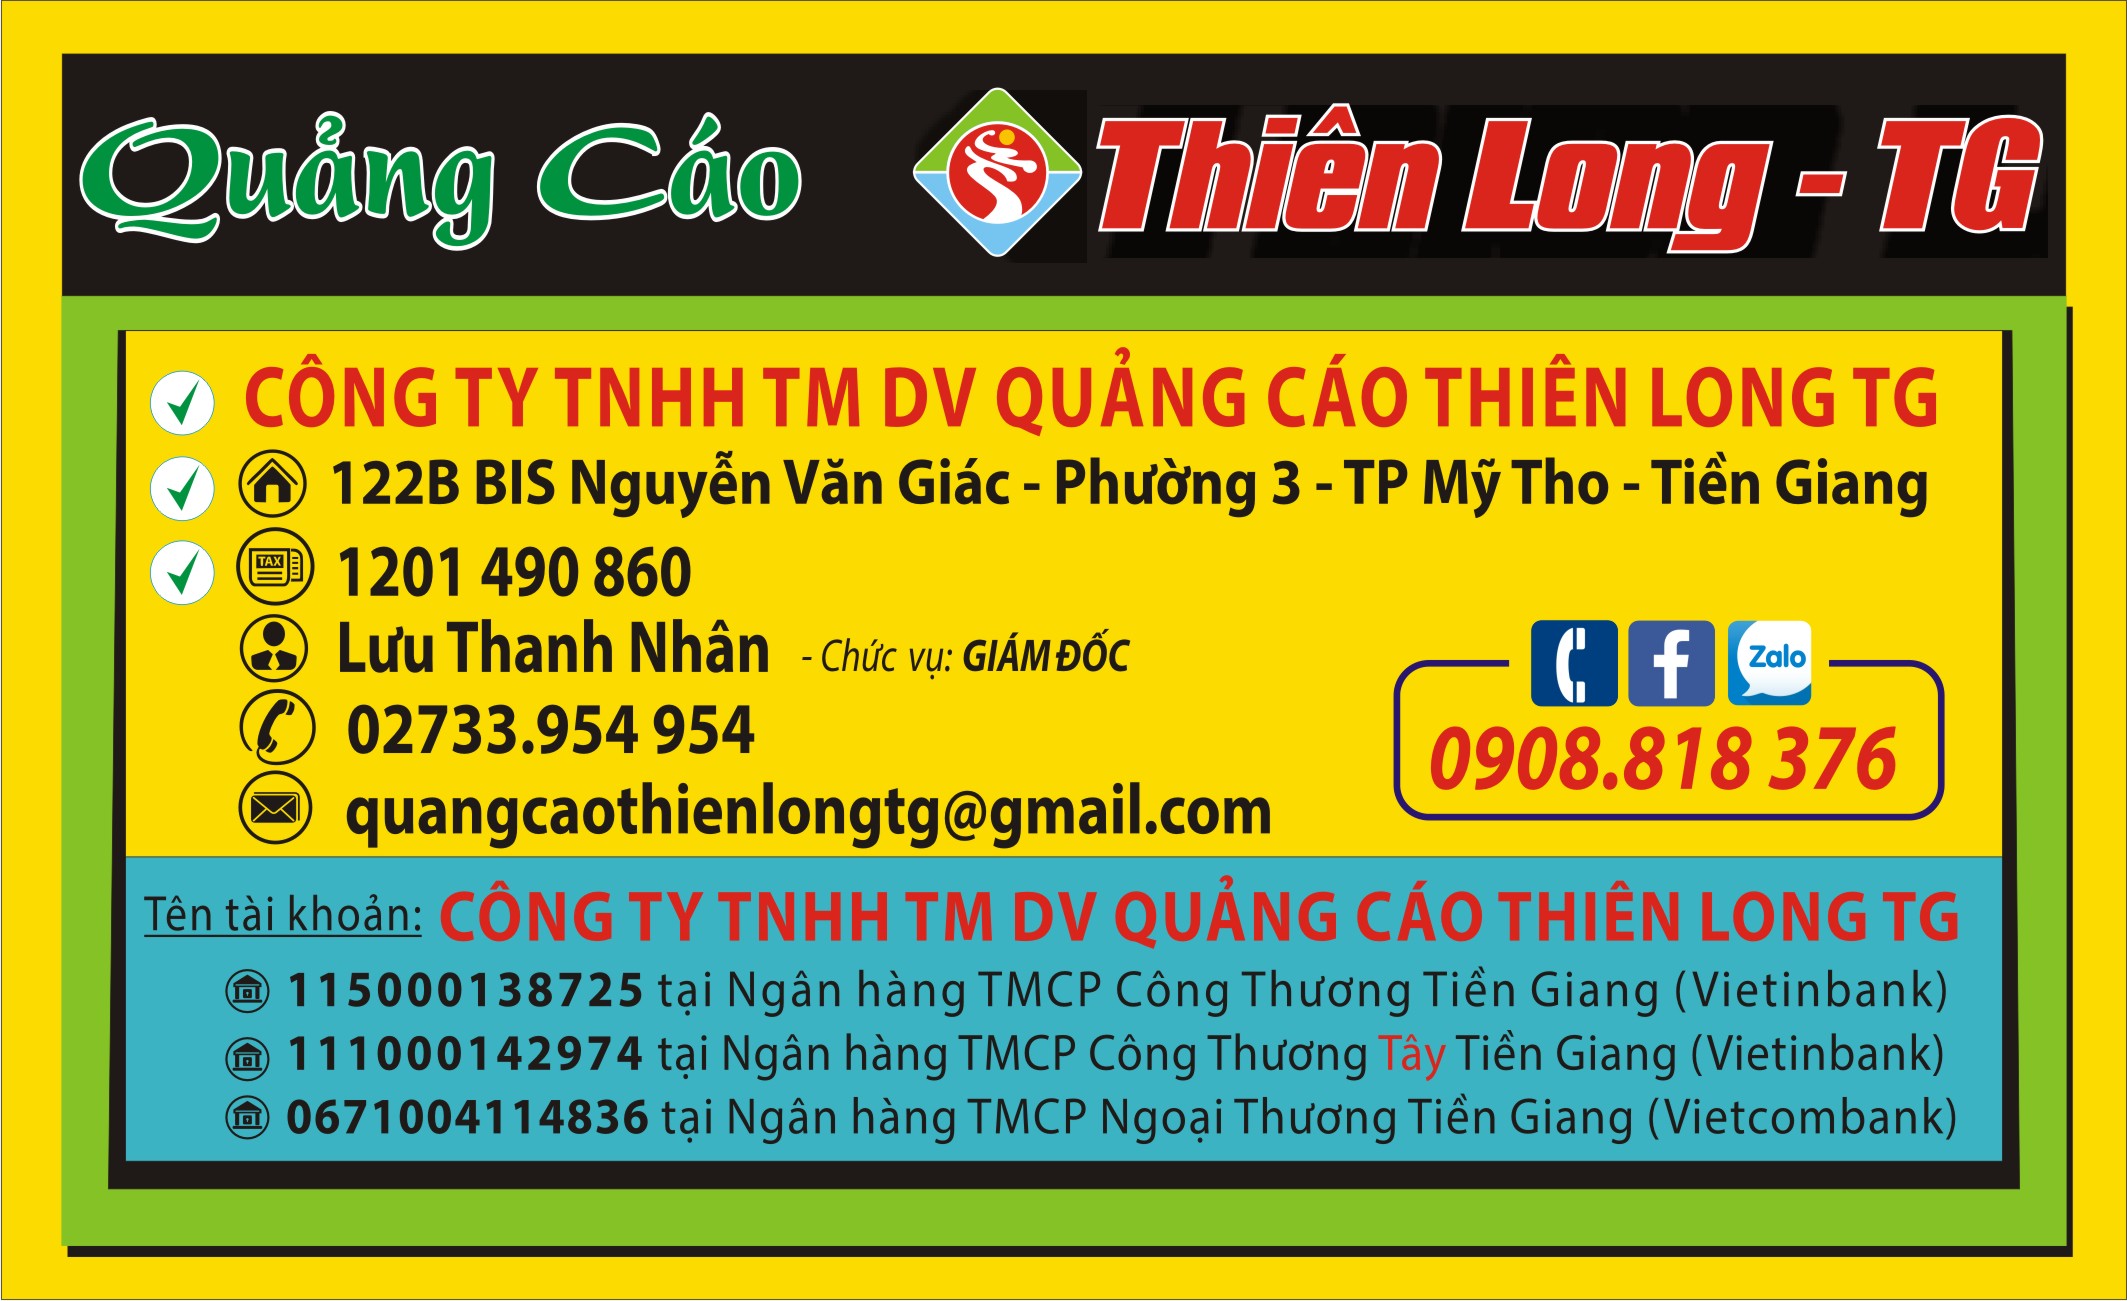 Quảng Cáo Thiên Long - TG
CÔNG TY TNHH TM DV QUẢNG CÁO THIÊN LONG TG
122B BIS Nguyễn Văn Giác - Phường 3 - TP Mỹ Tho - Tiền Giang
TAX 1201 490 860
Lưu Thanh Nhân - Chức vụ: GIÁM ĐỐC
02733.954 954
quangcaothienlongtg@gmail.com
f Zalo
0908.818 376
Tên tài khoản: CÔNG TY TNHH TM DV QUẢNG CÁO THIÊN LONG TG
115000138725 tại Ngân hàng TMCP Công Thương Tiền Giang (Vietinbank)
111000142974 tại Ngân hàng TMCP Công Thương Tây Tiền Giang (Vietinbank)
0671004114836 tại Ngân hàng TMCP Ngoại Thương Tiền Giang (Vietcombank)